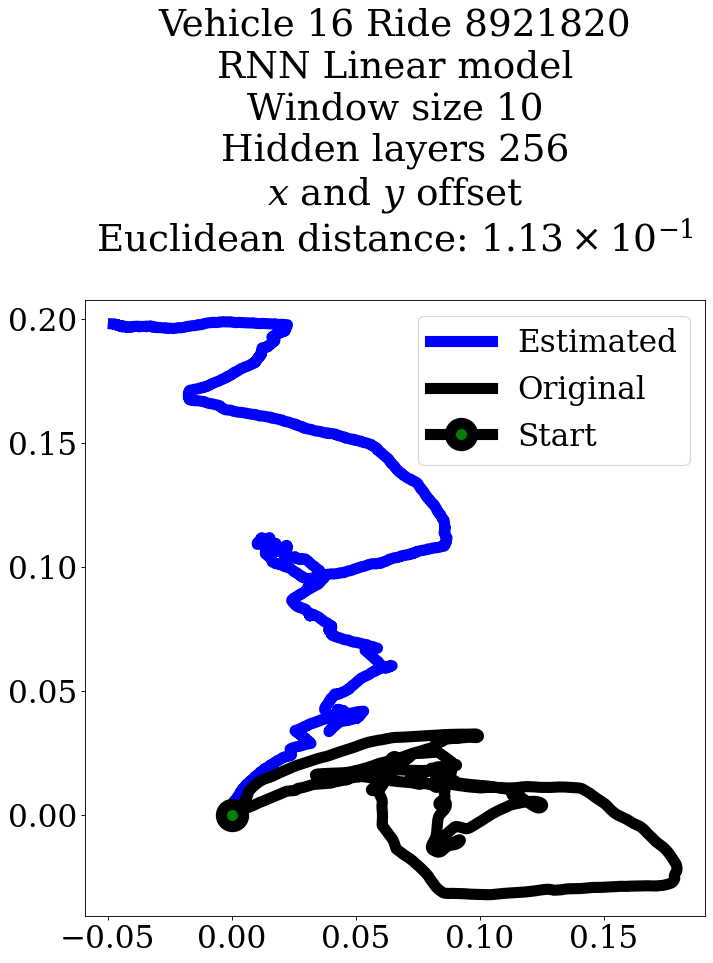 Vehicle 16 Ride 8921820
RNN Linear model
Window size 10
Hidden layers 256
x and y offset
Euclidean distance: 1.13 × 10⁻¹
Estimated
Original
Start
0.20
0.15
0.10
0.05
0.00
−0.05 0.00 0.05 0.10 0.15